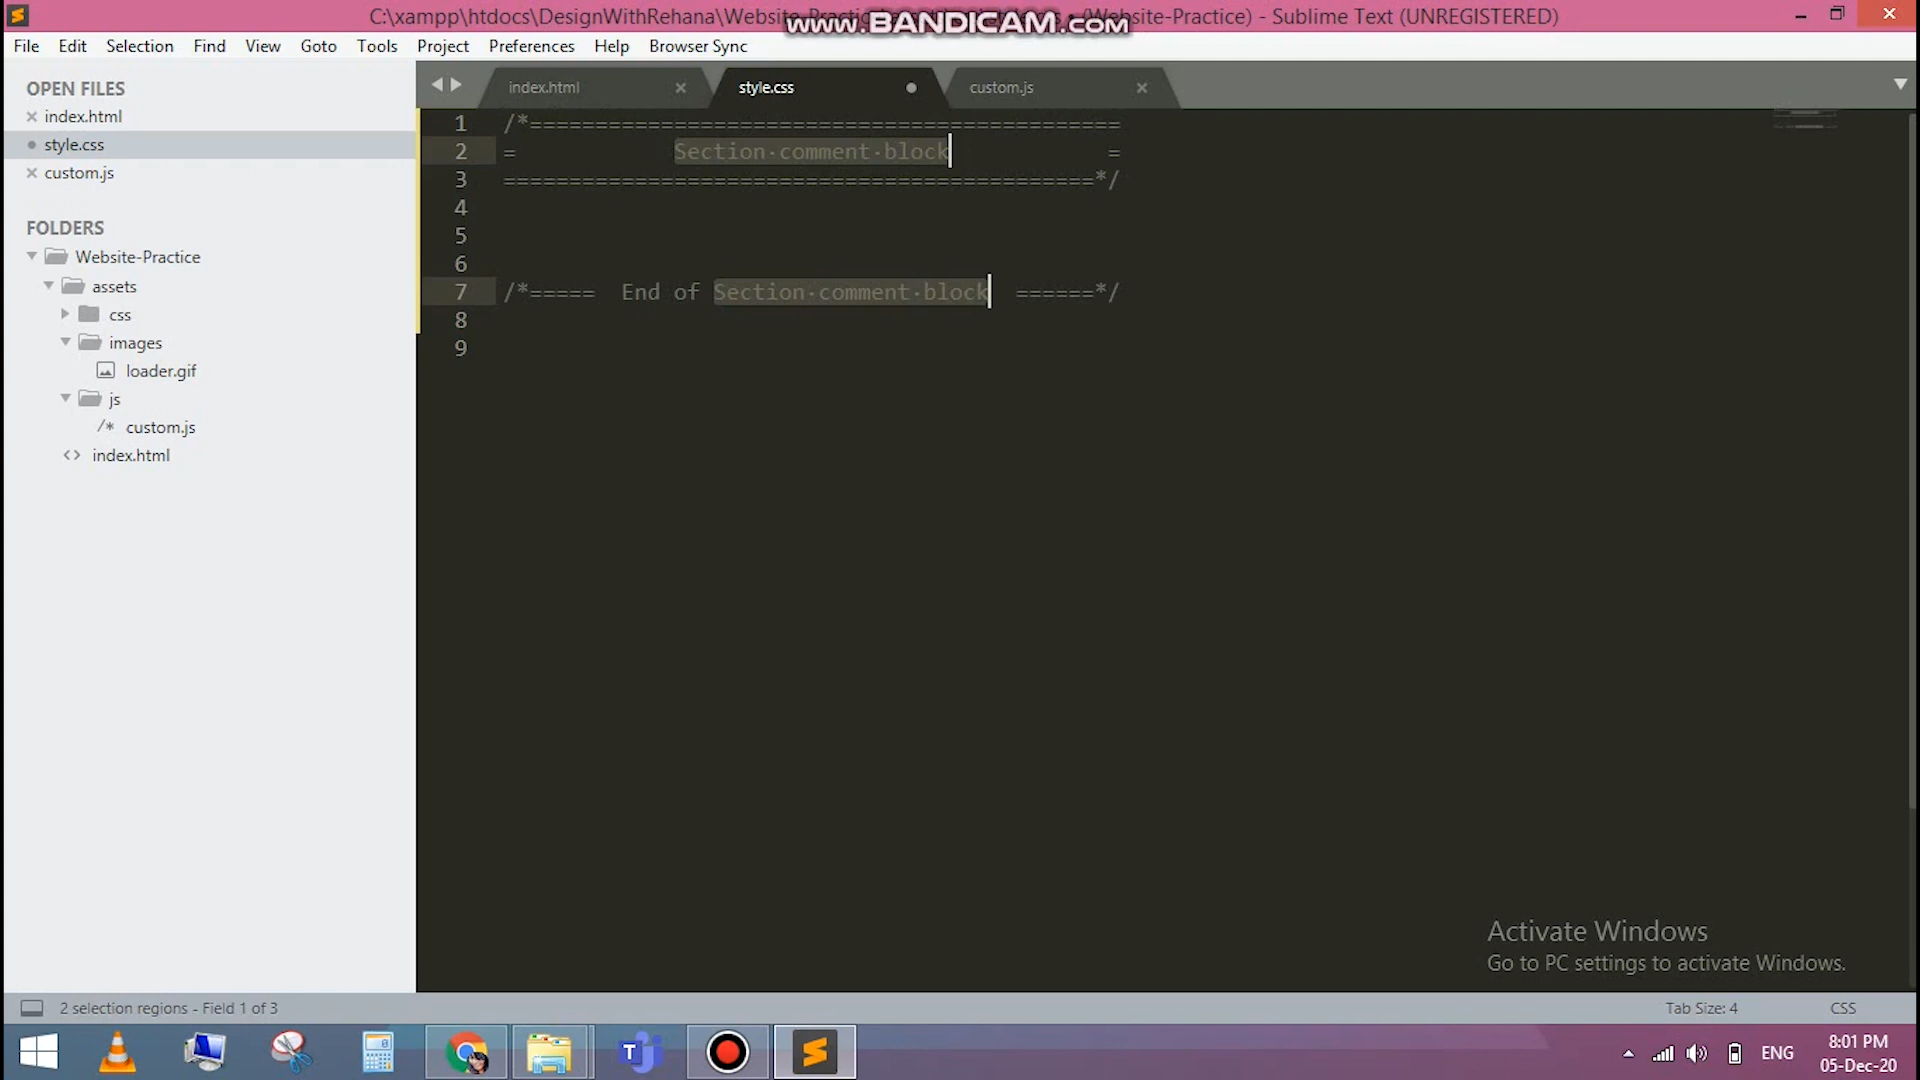 C:\xampp\htdocs\DesignWithRehana\Website-Practice (Website-Practice) - Sublime Text (UNREGISTERED)
www.BANDICAM.com
File Edit Selection Find View Goto Tools Project Preferences Help Browser Sync
OPEN FILES
index.html
style.css
custom.js
FOLDERS
Website-Practice
assets
css
images
loader.gif
js
/* custom.js
<> index.html
index.html style.css custom.js
1 /*=============================================
2 =            Section·comment·block            =
3 =============================================*/
4
5
6
7 /*=====  End of Section·comment·block  ======*/
8
9
Activate Windows
Go to PC settings to activate Windows.
2 selection regions - Field 1 of 3
Tab Size: 4
CSS
ENG
8:01 PM
05-Dec-20